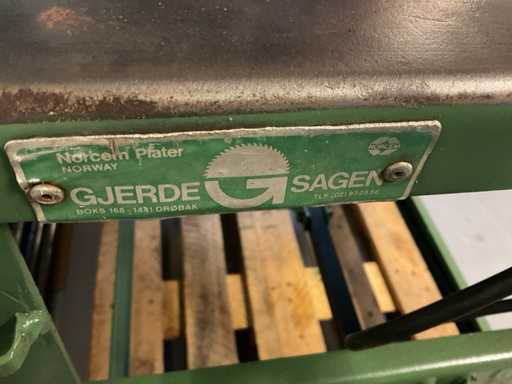 Norcem Plater
NORWAY
GJERDE G SAGEN
BOKS 168 - 1441 DRØBAK